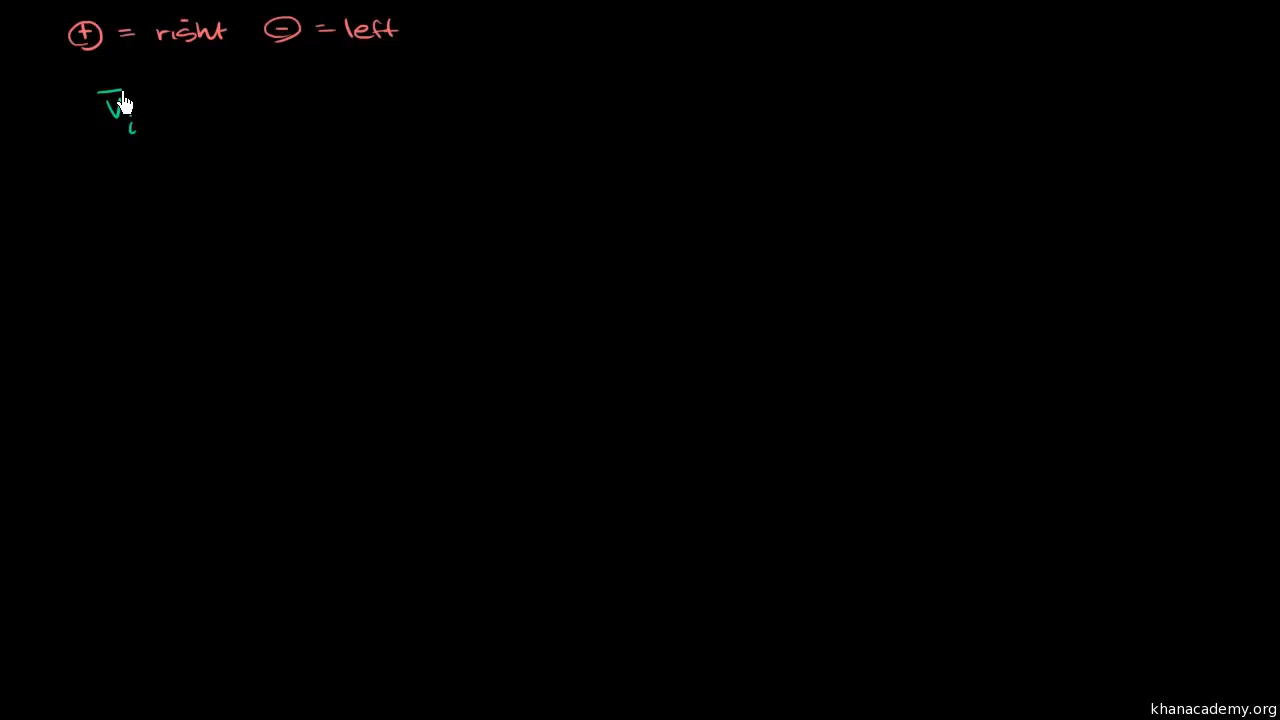 ⊕ = right ⊖ = left
v̅ᵢ
khanacademy.org